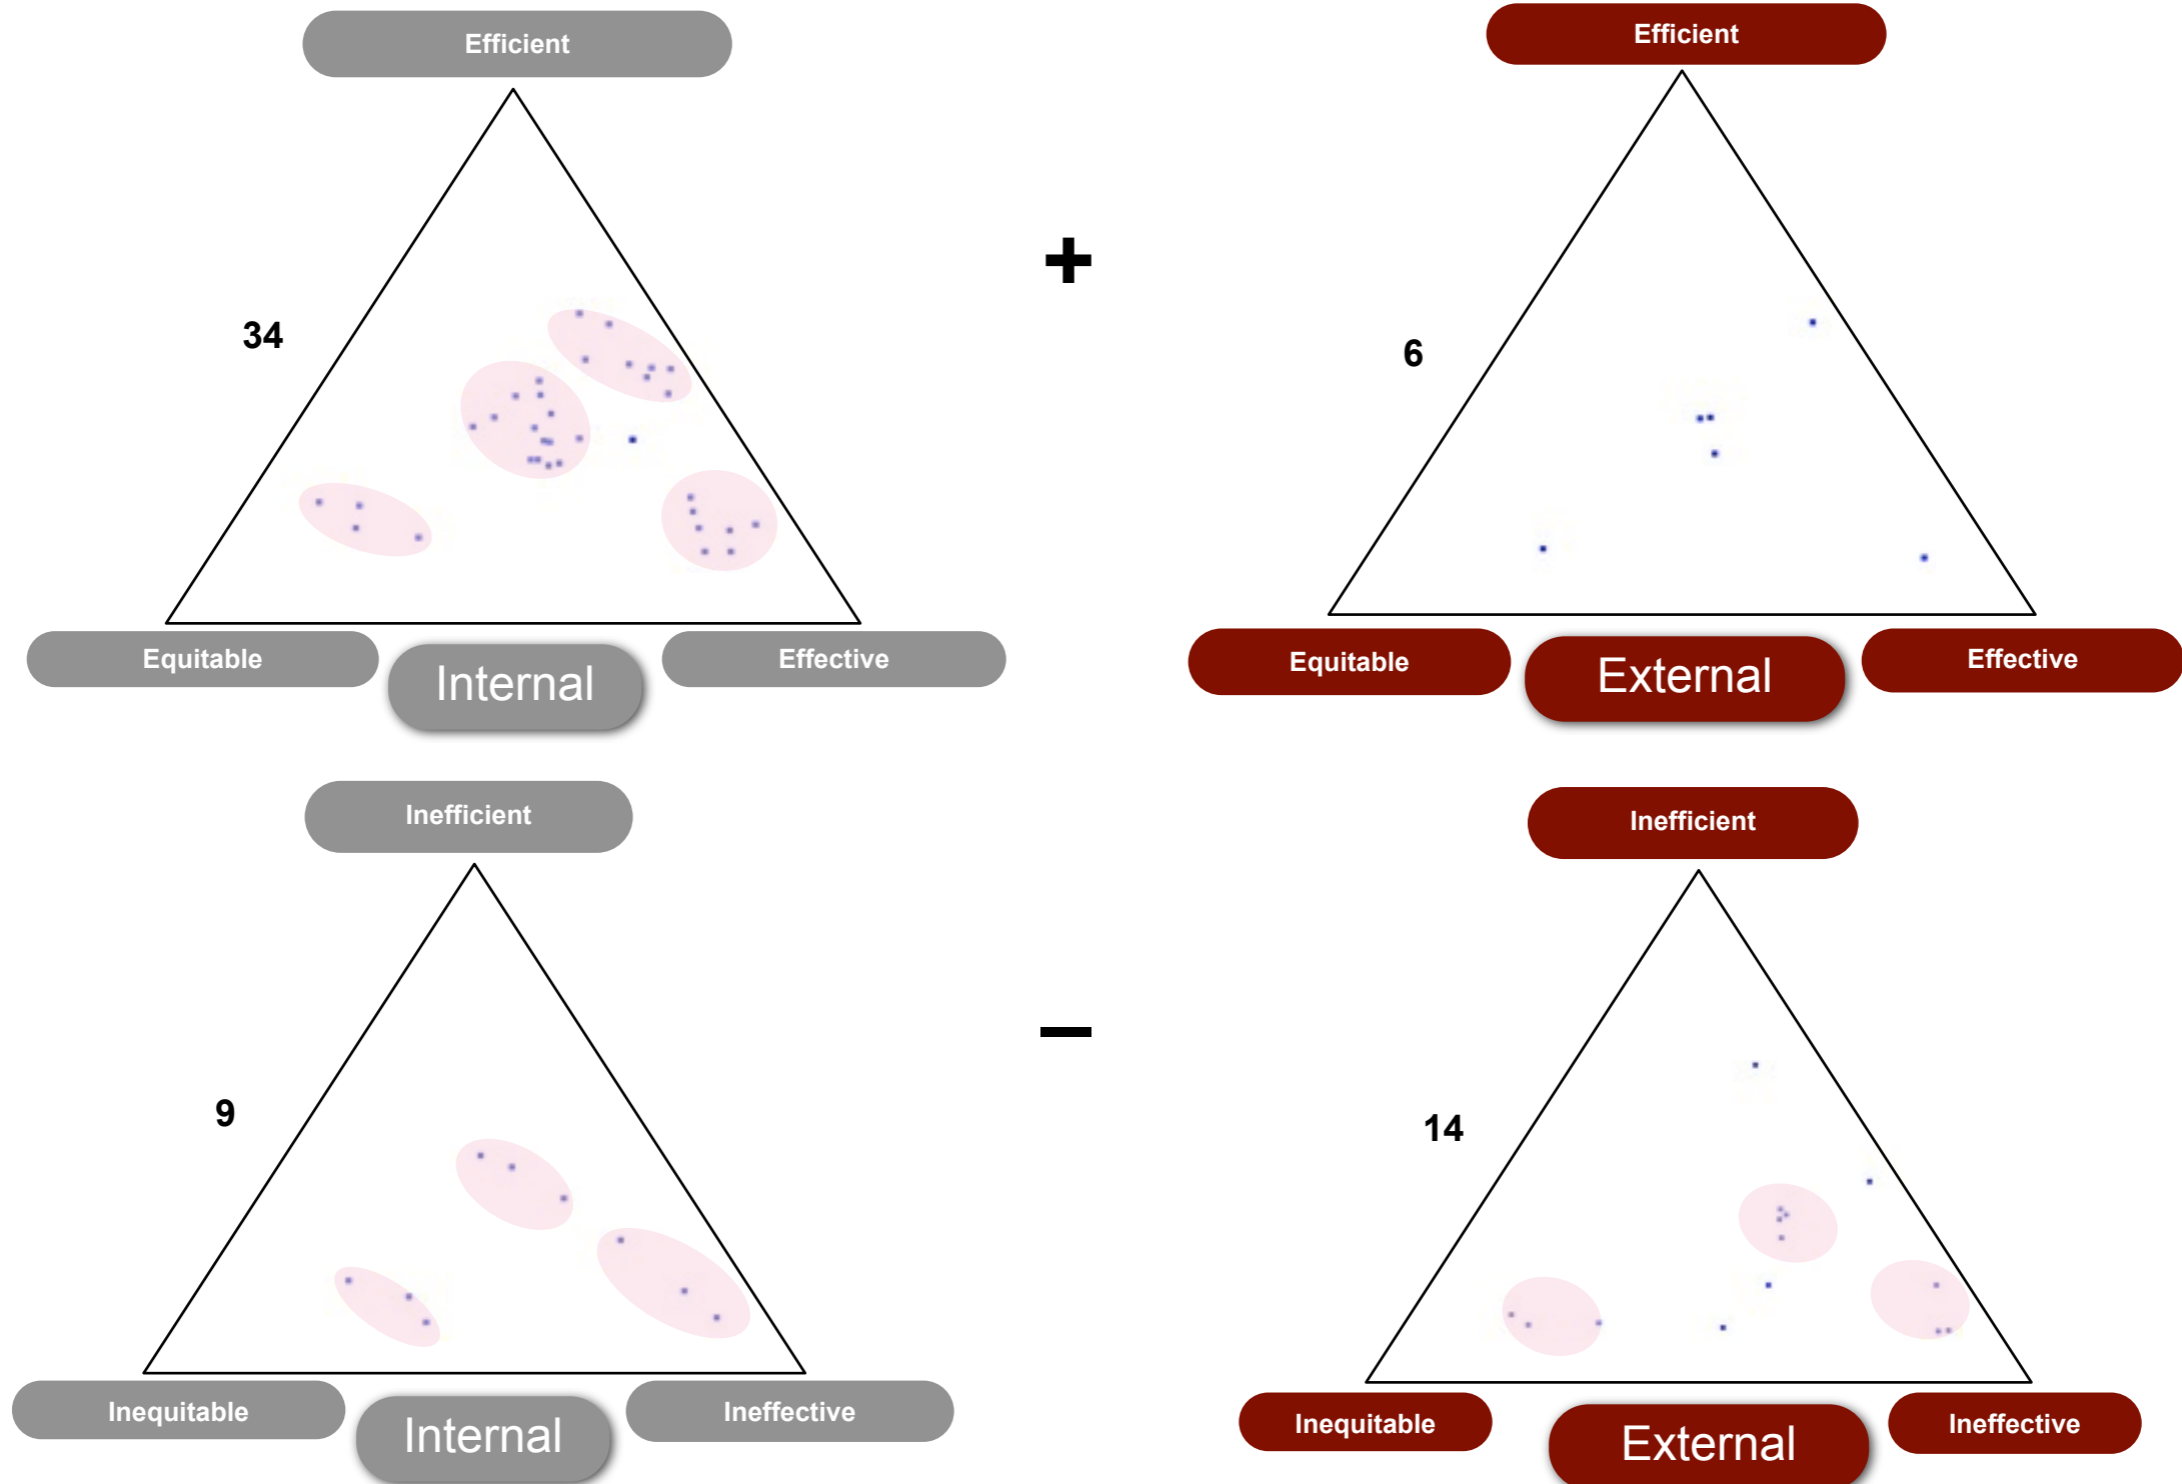 Efficient
Efficient
+
34
6
Equitable
Internal
Effective
Equitable
External
Effective
Inefficient
Inefficient
–
9
14
Inequitable
Internal
Ineffective
Inequitable
External
Ineffective